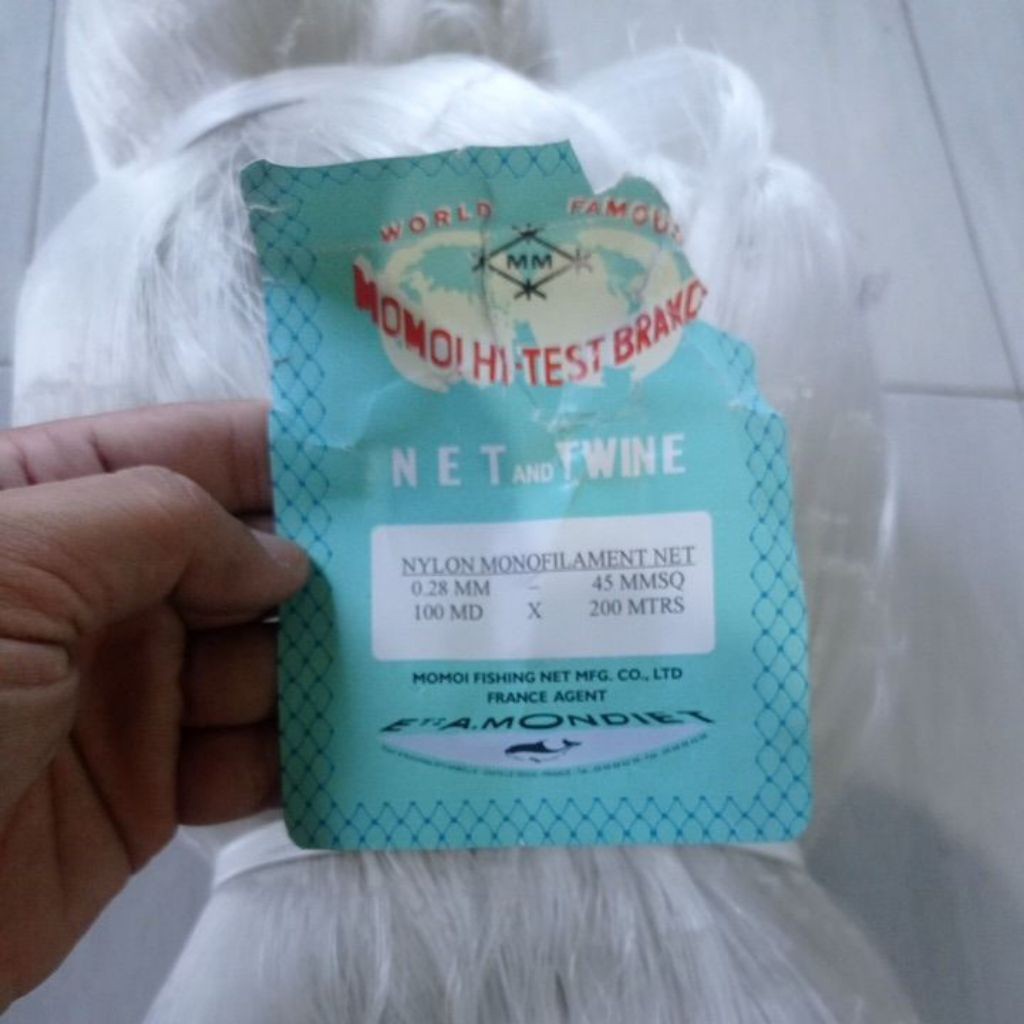 WORLD FAMOUS
MM
MOMOI HI-TEST BRAND
NET AND TWINE
NYLON MONOFILAMENT NET
0.28 MM – 45 MMSQ
100 MD X 200 MTRS
MOMOI FISHING NET MFG. CO., LTD
FRANCE AGENT
ETS A.MONDIET